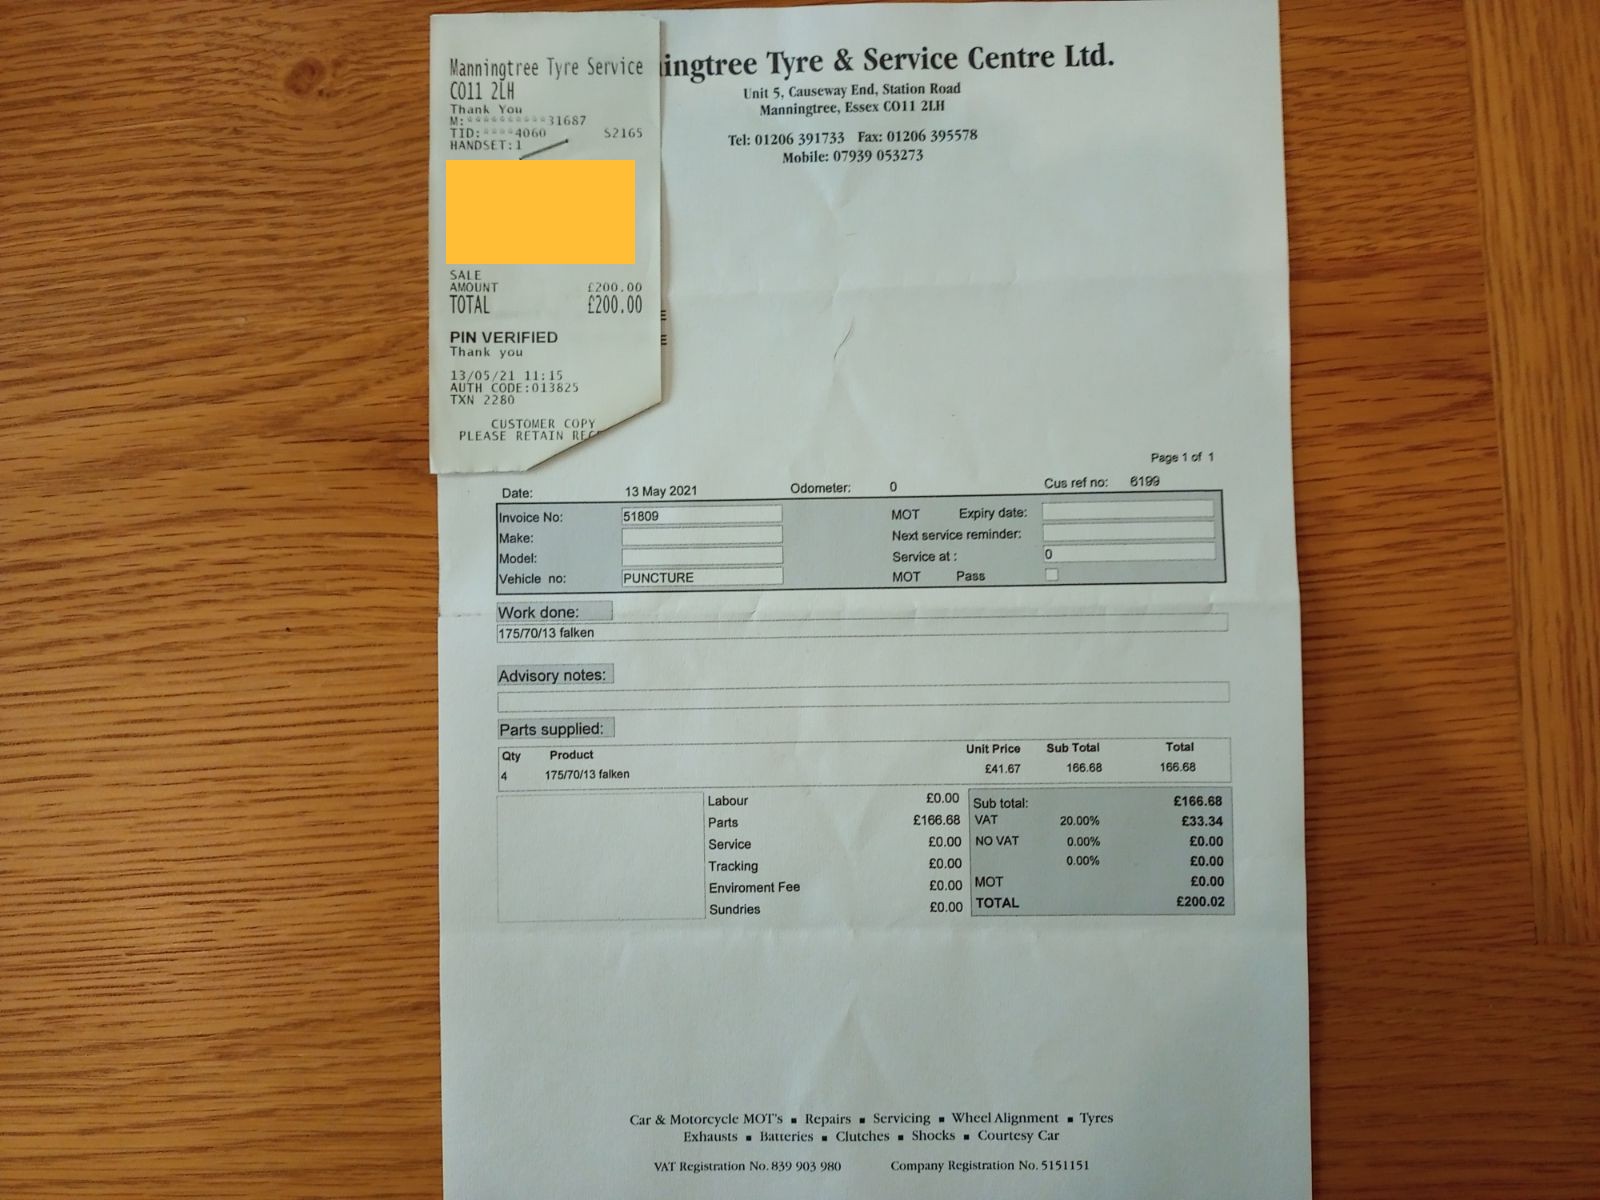 Manningtree Tyre Service
CO11 2LH
Thank You
M:**********31687
TID:****4060 S2165
HANDSET:1
SALE
AMOUNT £200.00
TOTAL £200.00
PIN VERIFIED
Thank you
13/05/21 11:15
AUTH CODE:013825
TXN 2280
CUSTOMER COPY
PLEASE RETAIN REC
ingtree Tyre & Service Centre Ltd.
Unit 5, Causeway End, Station Road
Manningtree, Essex CO11 2LH
Tel: 01206 391733 Fax: 01206 395578
Mobile: 07939 053273
Page 1 of 1
Date: 13 May 2021 Odometer: 0 Cus ref no: 6199
Invoice No: 51809 MOT Expiry date:
Make: Next service reminder:
Model: Service at : 0
Vehicle no: PUNCTURE MOT Pass
Work done:
175/70/13 falken
Advisory notes:
Parts supplied:
Qty Product Unit Price Sub Total Total
4 175/70/13 falken £41.67 166.68 166.68
Labour £0.00 Sub total: £166.68
Parts £166.68 VAT 20.00% £33.34
Service £0.00 NO VAT 0.00% £0.00
Tracking £0.00 0.00% £0.00
Enviroment Fee £0.00 MOT £0.00
Sundries £0.00 TOTAL £200.02
Car & Motorcycle MOT's ■ Repairs ■ Servicing ■ Wheel Alignment ■ Tyres
Exhausts ■ Batteries ■ Clutches ■ Shocks ■ Courtesy Car
VAT Registration No. 839 903 980 Company Registration No. 5151151